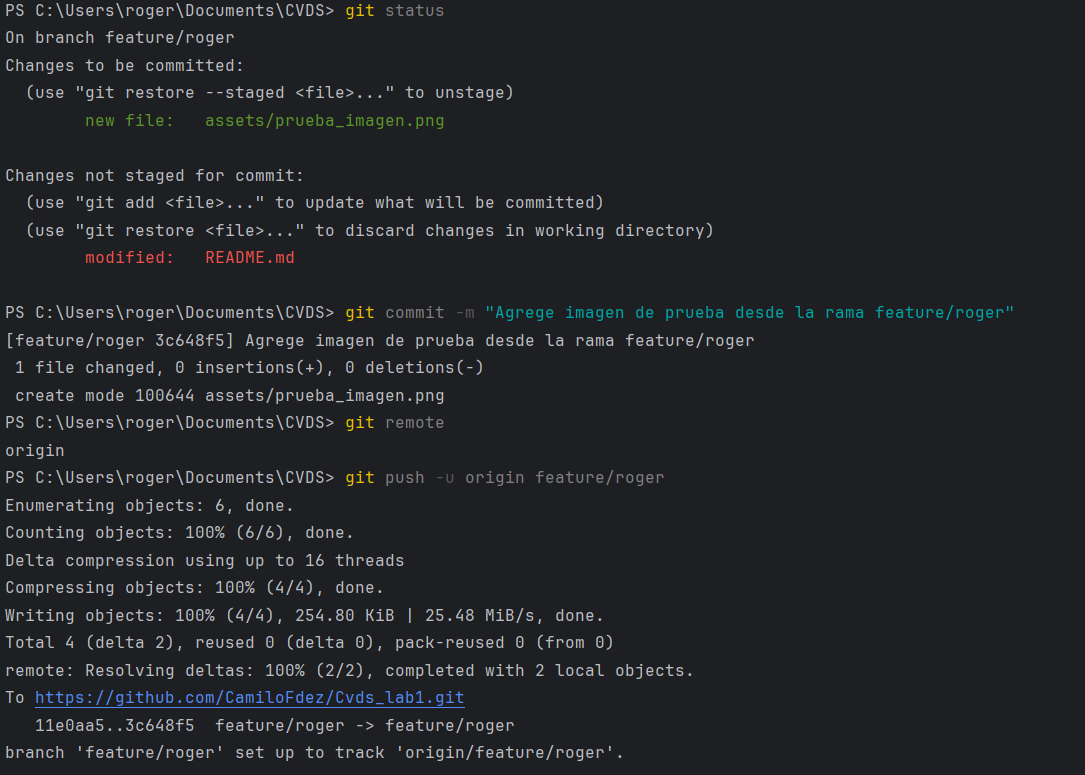 PS C:\Users\roger\Documents\CVDS> git status
On branch feature/roger
Changes to be committed:
  (use "git restore --staged <file>..." to unstage)
        new file:   assets/prueba_imagen.png

Changes not staged for commit:
  (use "git add <file>..." to update what will be committed)
  (use "git restore <file>..." to discard changes in working directory)
        modified:   README.md

PS C:\Users\roger\Documents\CVDS> git commit -m "Agrege imagen de prueba desde la rama feature/roger"
[feature/roger 3c648f5] Agrege imagen de prueba desde la rama feature/roger
 1 file changed, 0 insertions(+), 0 deletions(-)
 create mode 100644 assets/prueba_imagen.png
PS C:\Users\roger\Documents\CVDS> git remote
origin
PS C:\Users\roger\Documents\CVDS> git push -u origin feature/roger
Enumerating objects: 6, done.
Counting objects: 100% (6/6), done.
Delta compression using up to 16 threads
Compressing objects: 100% (4/4), done.
Writing objects: 100% (4/4), 254.80 KiB | 25.48 MiB/s, done.
Total 4 (delta 2), reused 0 (delta 0), pack-reused 0 (from 0)
remote: Resolving deltas: 100% (2/2), completed with 2 local objects.
To https://github.com/CamiloFdez/Cvds_lab1.git
   11e0aa5..3c648f5  feature/roger -> feature/roger
branch 'feature/roger' set up to track 'origin/feature/roger'.